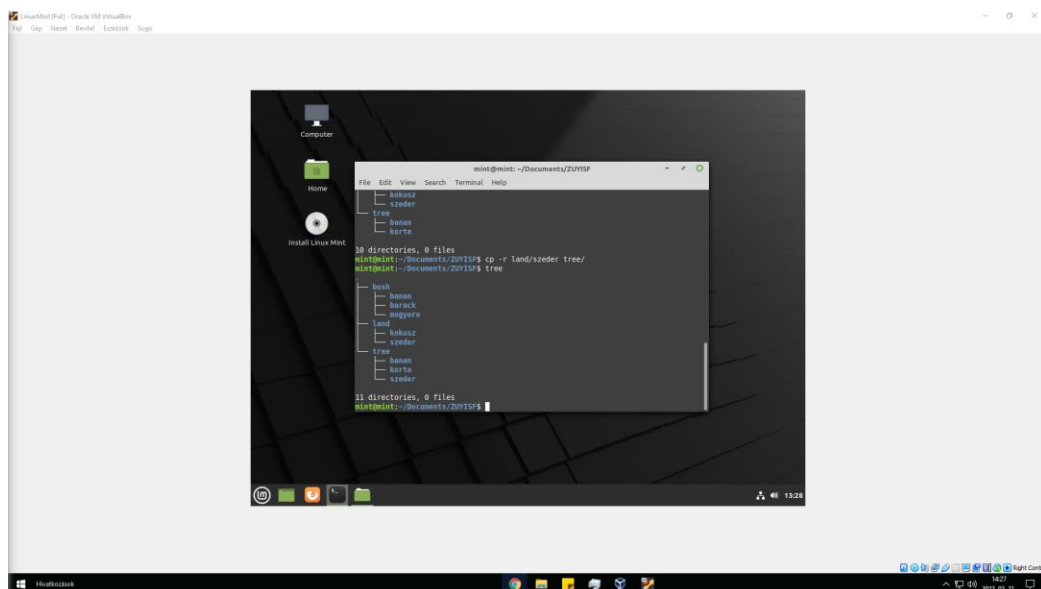 LinuxMint [Fut] - Oracle VM VirtualBox
Fájl Gép Nézet Bevitel Eszközök Súgó
Computer
Home
Install Linux Mint
mint@mint: ~/Documents/ZUYISF
File Edit View Search Terminal Help
│   ├── kokusz
│   └── szeder
└── tree
    ├── banan
    └── korte
10 directories, 0 files
mint@mint:~/Documents/ZUYISF$ cp -r land/szeder tree/
mint@mint:~/Documents/ZUYISF$ tree
.
├── bush
│   ├── banan
│   ├── barack
│   └── mogyoro
├── land
│   ├── kokusz
│   └── szeder
└── tree
    ├── banan
    ├── korte
    └── szeder
11 directories, 0 files
mint@mint:~/Documents/ZUYISF$
13:28
Right Cont
Hivatkozások
14:27